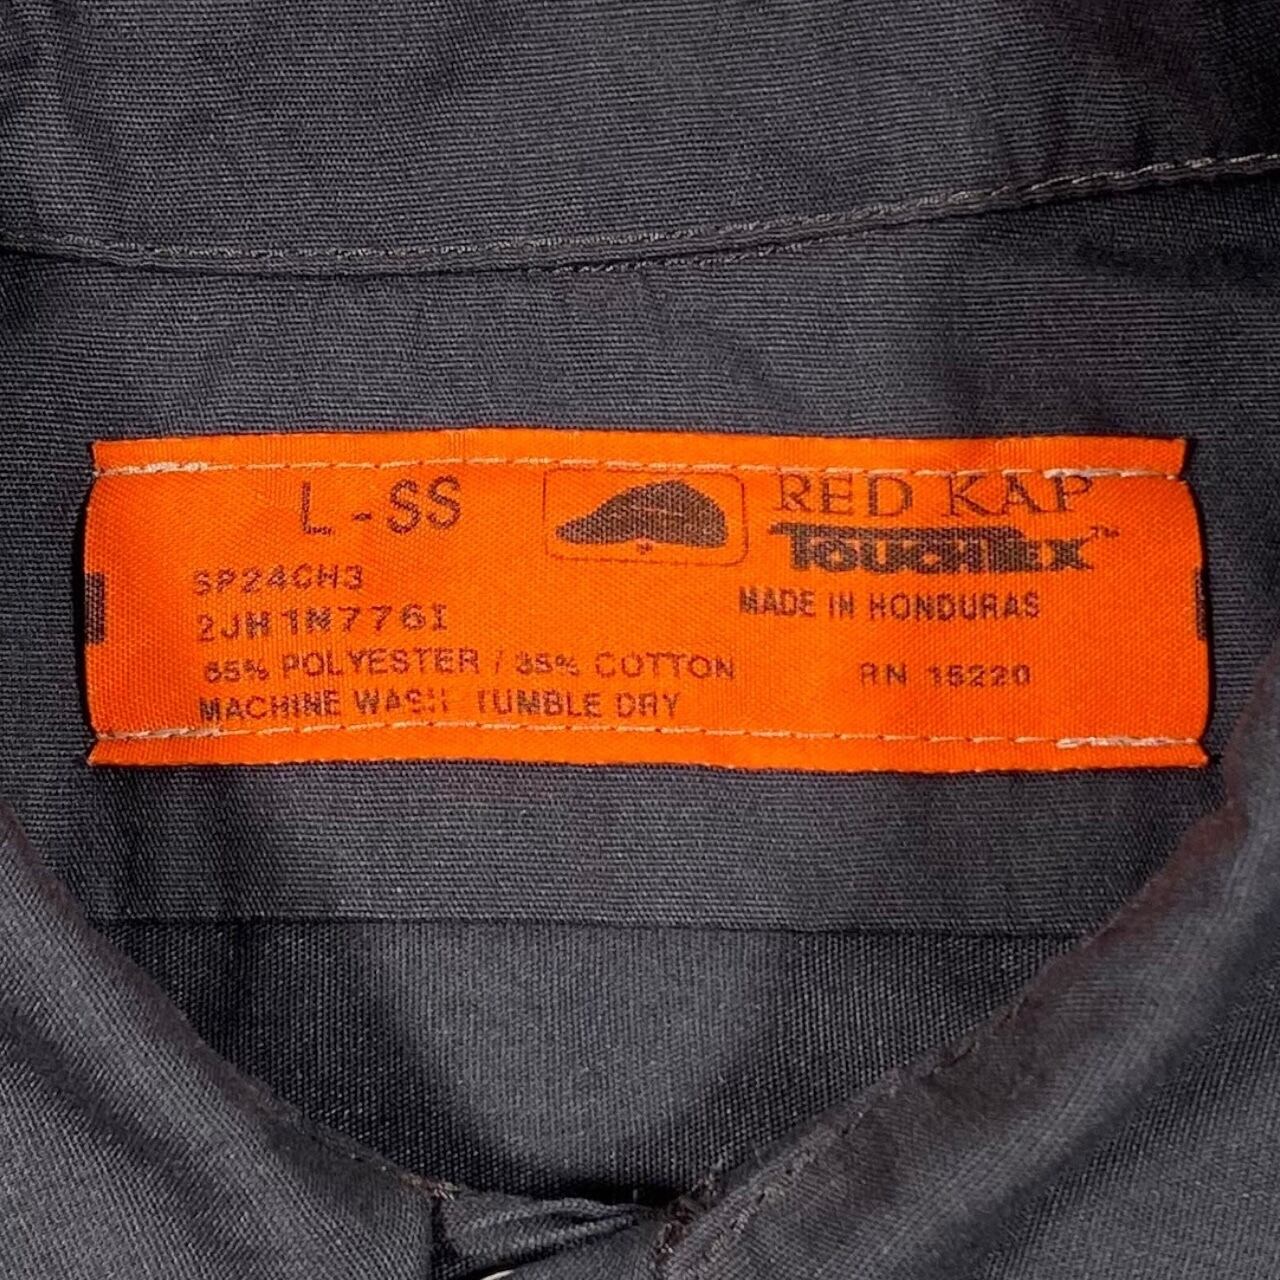 L-SS
RED KAP
TOUCHTEX™
SP24CH3
MADE IN HONDURAS
2JH1N776I
65% POLYESTER / 35% COTTON
RN 15220
MACHINE WASH TUMBLE DRY